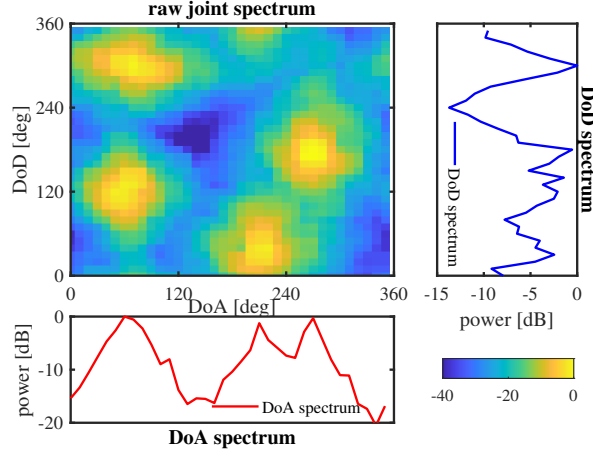 raw joint spectrum
360
240
120
0
DoD [deg]
0
120
240
360
DoA [deg]
DoD spectrum
DoD spectrum
-15
-10
-5
0
power [dB]
0
-10
-20
power [dB]
DoA spectrum
DoA spectrum
-40
-20
0